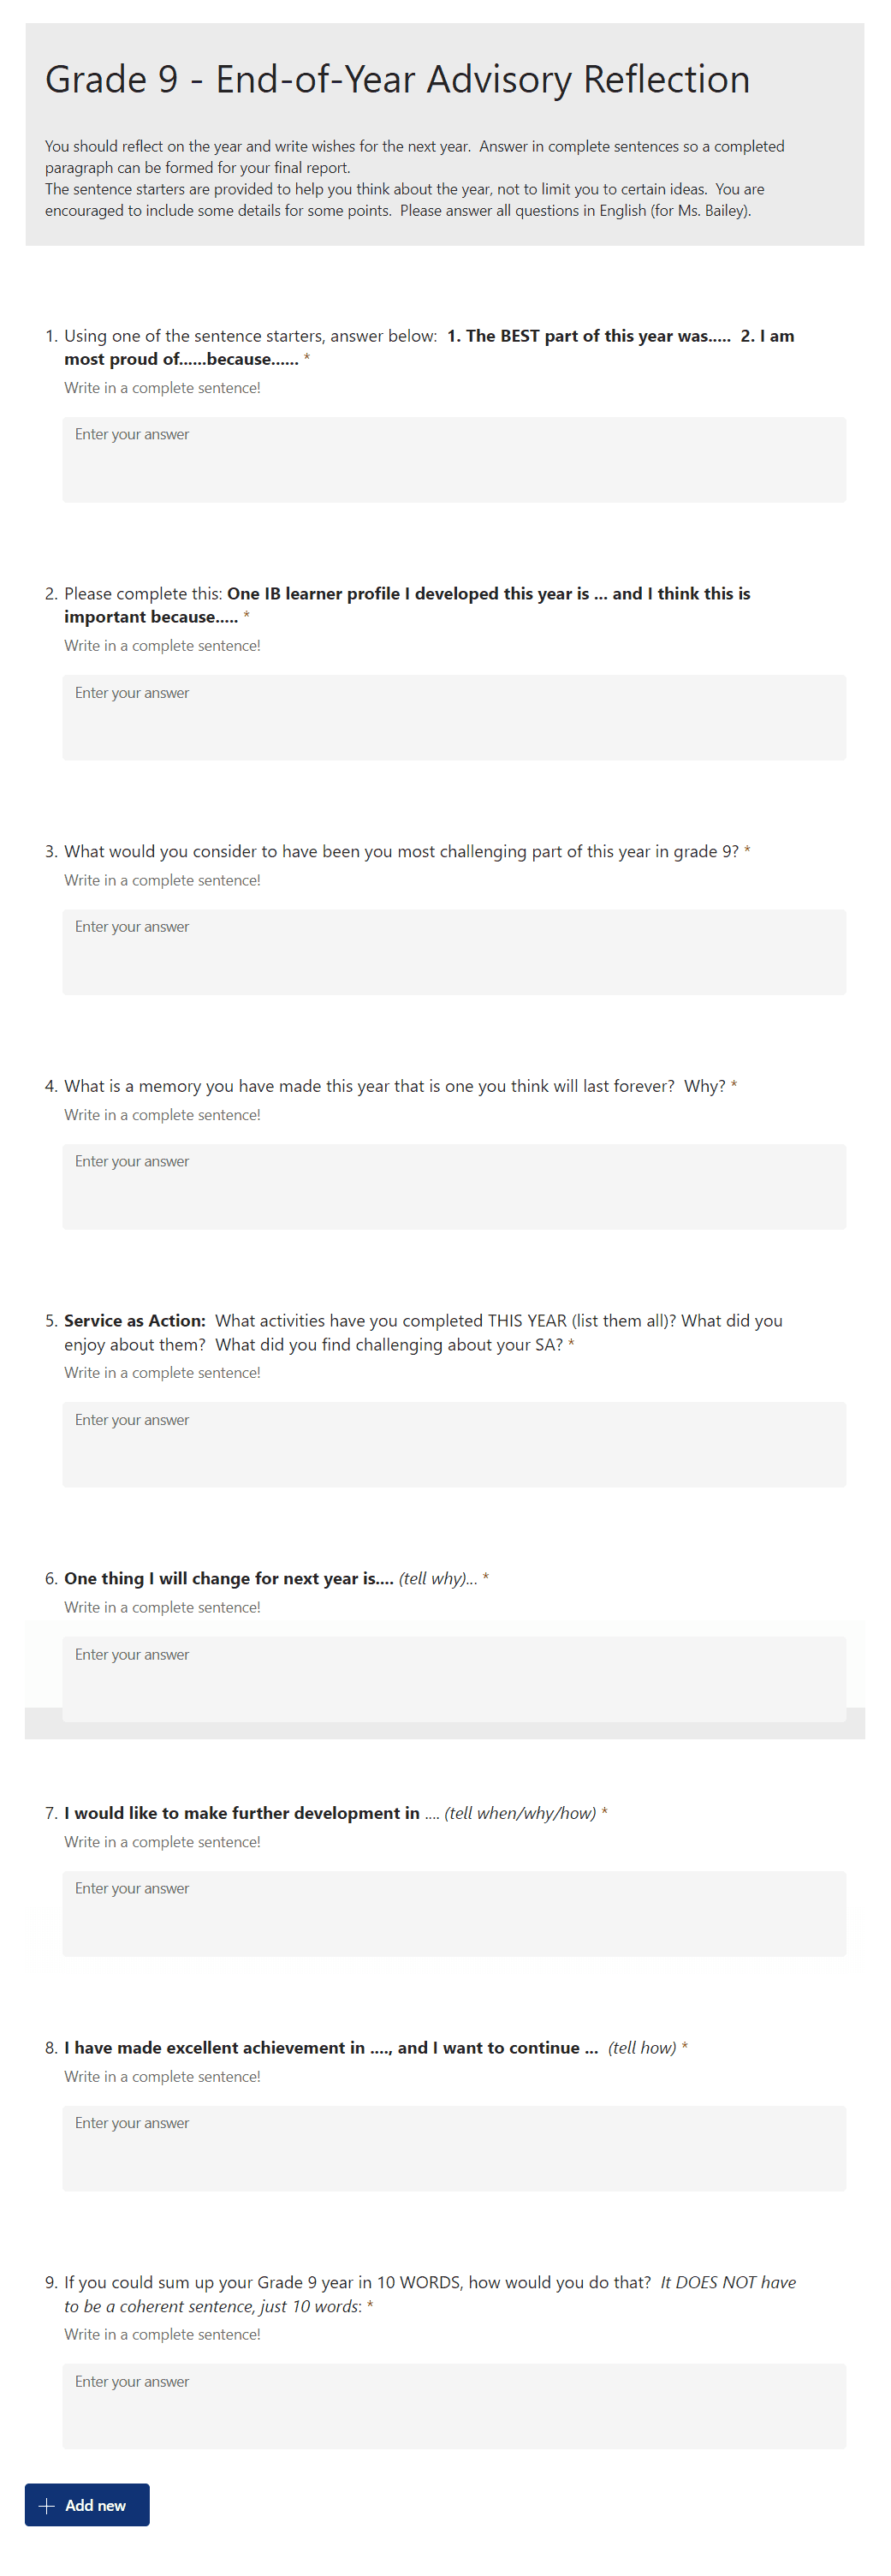 Grade 9 - End-of-Year Advisory Reflection
You should reflect on the year and write wishes for the next year.  Answer in complete sentences so a completed
paragraph can be formed for your final report.
The sentence starters are provided to help you think about the year, not to limit you to certain ideas.  You are
encouraged to include some details for some points.  Please answer all questions in English (for Ms. Bailey).
1. Using one of the sentence starters, answer below:  1. The BEST part of this year was.....  2. I am
most proud of......because...... *
Write in a complete sentence!
Enter your answer
2. Please complete this: One IB learner profile I developed this year is ... and I think this is
important because..... *
Write in a complete sentence!
Enter your answer
3. What would you consider to have been you most challenging part of this year in grade 9? *
Write in a complete sentence!
Enter your answer
4. What is a memory you have made this year that is one you think will last forever?  Why? *
Write in a complete sentence!
Enter your answer
5. Service as Action:  What activities have you completed THIS YEAR (list them all)? What did you
enjoy about them?  What did you find challenging about your SA? *
Write in a complete sentence!
Enter your answer
6. One thing I will change for next year is.... (tell why)... *
Write in a complete sentence!
Enter your answer
7. I would like to make further development in .... (tell when/why/how) *
Write in a complete sentence!
Enter your answer
8. I have made excellent achievement in ...., and I want to continue ...  (tell how) *
Write in a complete sentence!
Enter your answer
9. If you could sum up your Grade 9 year in 10 WORDS, how would you do that?  It DOES NOT have
to be a coherent sentence, just 10 words: *
Write in a complete sentence!
Enter your answer
+ Add new